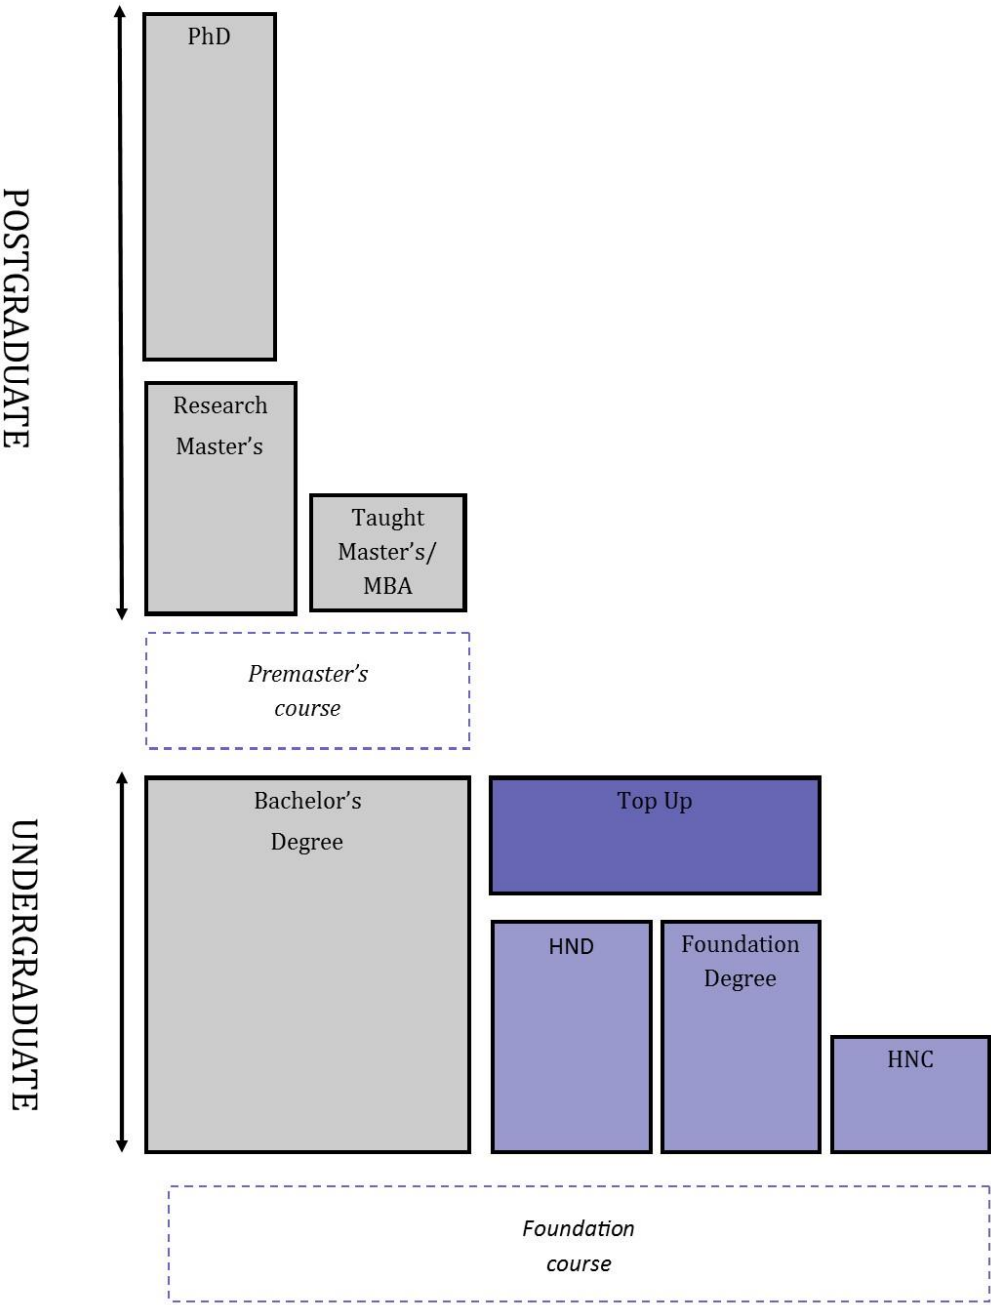 POSTGRADUATE
PhD
Research
Master's
Taught
Master's/
MBA
Premaster's
course
UNDERGRADUATE
Bachelor's
Degree
Top Up
HND
Foundation
Degree
HNC
Foundation
course